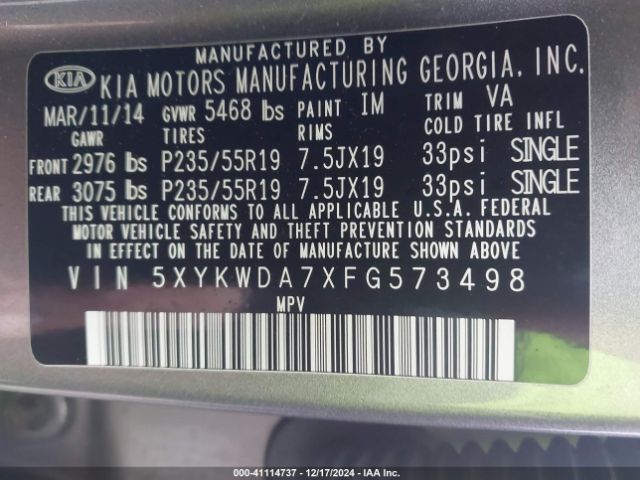 MANUFACTURED BY
KIA KIA MOTORS MANUFACTURING GEORGIA, INC.
MAR/11/14 GVWR 5468 lbs PAINT IM TRIM VA
GAWR TIRES RIMS COLD TIRE INFL
FRONT 2976 lbs P235/55R19 7.5JX19 33psi SINGLE
REAR 3075 lbs P235/55R19 7.5JX19 33psi SINGLE
THIS VEHICLE CONFORMS TO ALL APPLICABLE U.S.A. FEDERAL
MOTOR VEHICLE SAFETY AND THEFT PREVENTION STANDARDS
IN EFFECT ON THE DATE OF MANUFACTURE SHOWN ABOVE.
VIN 5XYKWDA7XFG573498
MPV
000-41114737 - 12/17/2024 - IAA Inc.